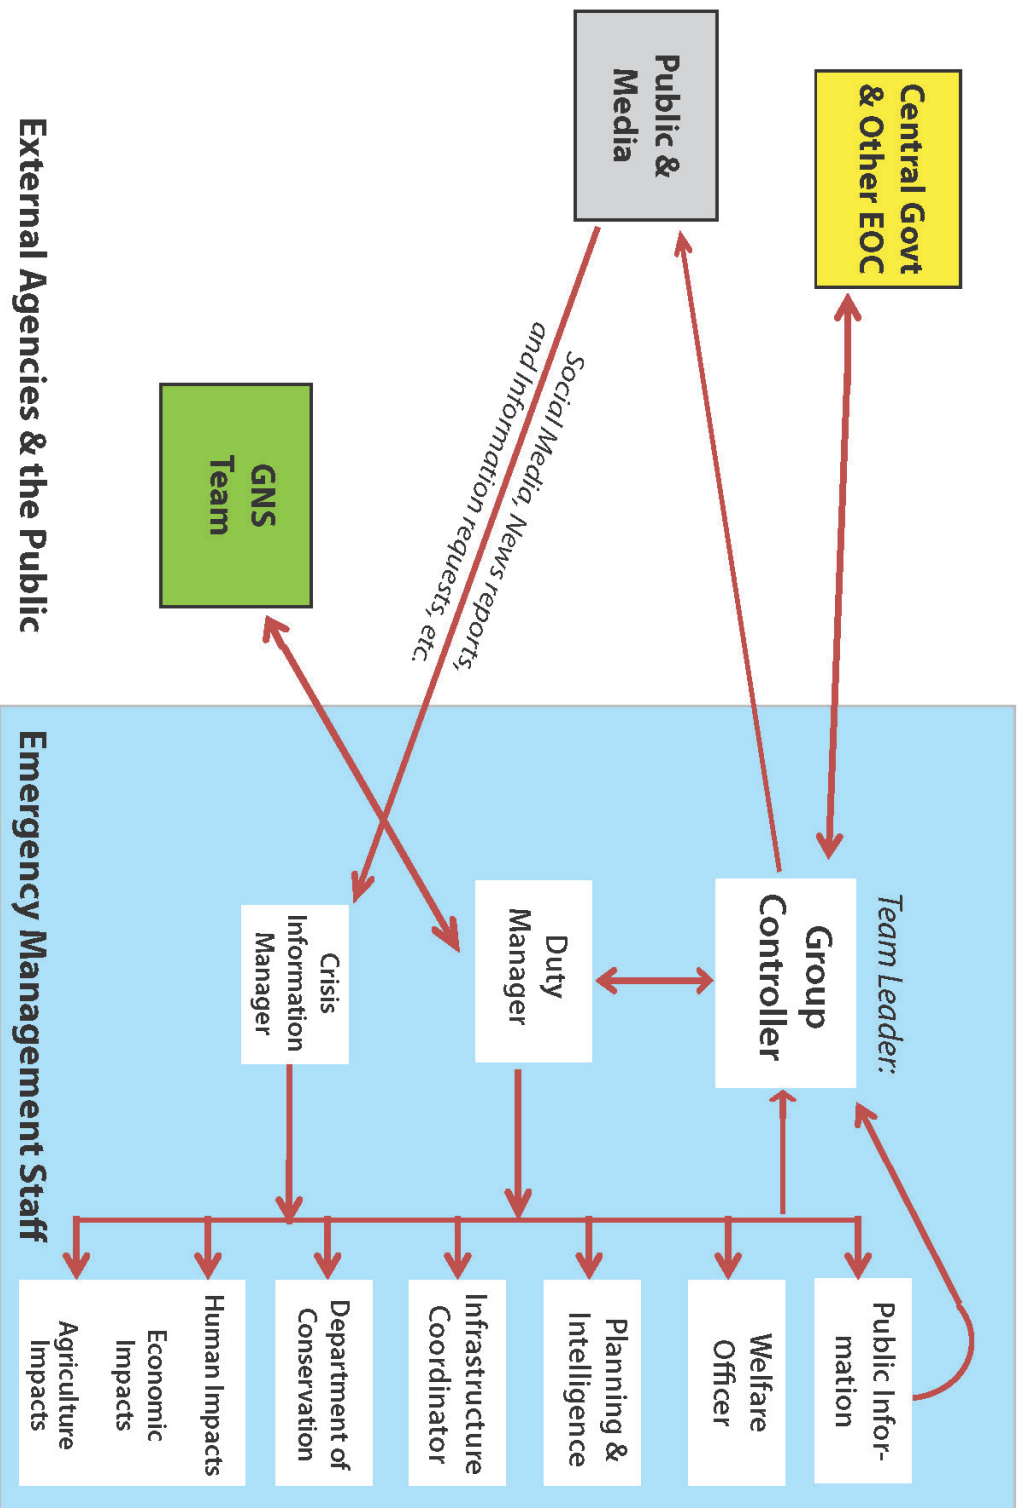 Central Govt
& Other EOC
Public &
Media
GNS
Team
Social Media, News reports,
and Information requests, etc.
External Agencies & the Public
Team Leader:
Group
Controller
Duty
Manager
Crisis
Information
Manager
Public Infor-
mation
Welfare
Officer
Planning &
Intelligence
Infrastructure
Coordinator
Department of
Conservation
Human Impacts
Economic
Impacts
Agriculture
Impacts
Emergency Management Staff